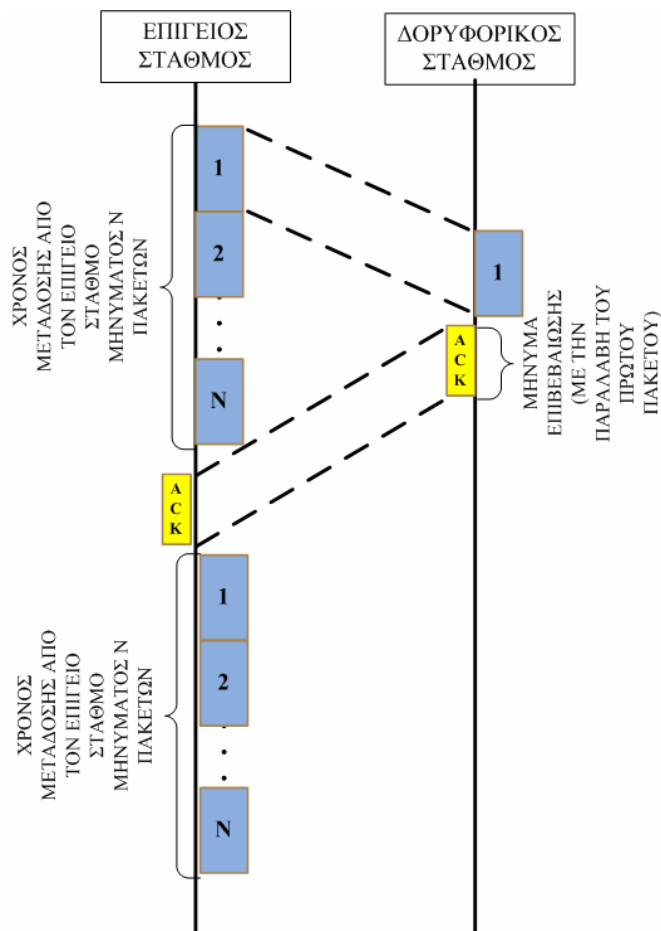 ΕΠΙΓΕΙΟΣ
ΣΤΑΘΜΟΣ
ΔΟΡΥΦΟΡΙΚΟΣ
ΣΤΑΘΜΟΣ
ΧΡΟΝΟΣ
ΜΕΤΑΔΟΣΗΣ ΑΠΟ
ΤΟΝ ΕΠΙΓΕΙΟ
ΣΤΑΘΜΟ
ΜΗΝΥΜΑΤΟΣ Ν
ΠΑΚΕΤΩΝ
1
2
.
.
.
N
1
A
C
K
ΜΗΝΥΜΑ
ΕΠΙΒΕΒΑΙΩΣΗΣ
(ΜΕ ΤΗΝ
ΠΑΡΑΛΑΒΗ ΤΟΥ
ΠΡΩΤΟΥ
ΠΑΚΕΤΟΥ)
A
C
K
ΧΡΟΝΟΣ
ΜΕΤΑΔΟΣΗΣ ΑΠΟ
ΤΟΝ ΕΠΙΓΕΙΟ
ΣΤΑΘΜΟ
ΜΗΝΥΜΑΤΟΣ Ν
ΠΑΚΕΤΩΝ
1
2
.
.
.
N